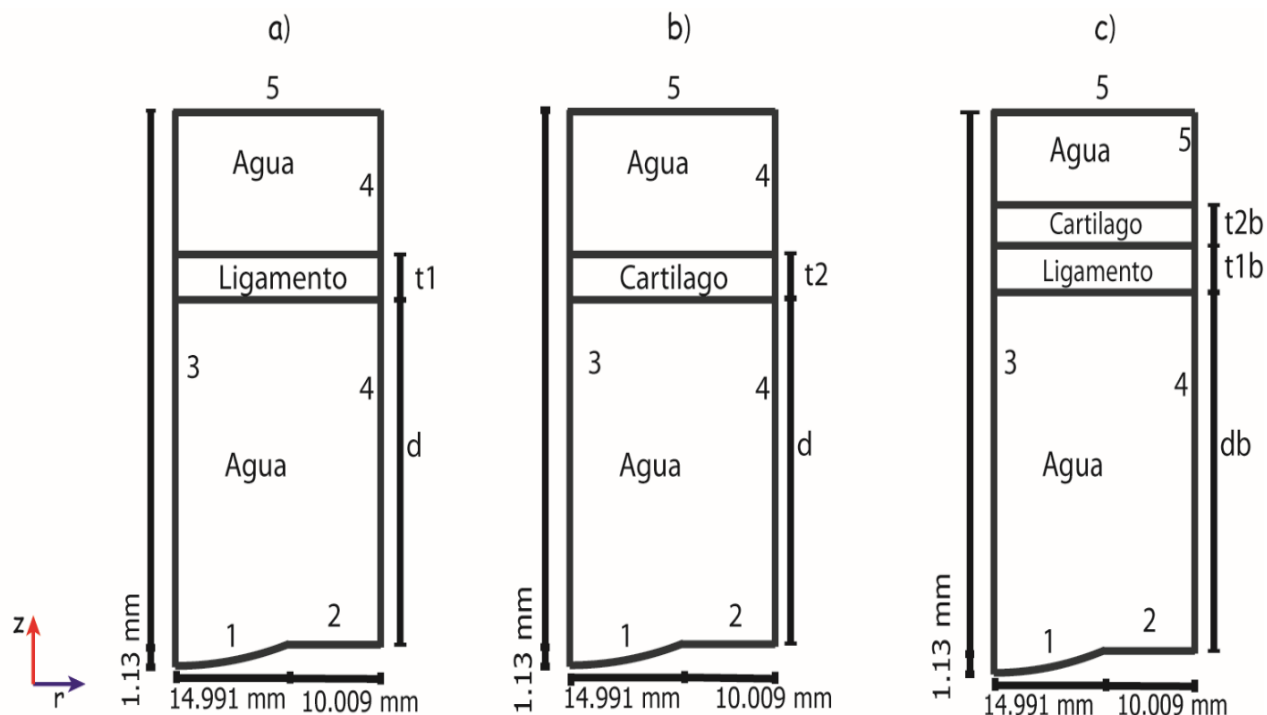 a)
5
Agua
4
Ligamento
t1
3
4
d
Agua
1
2
1.13 mm
14.991 mm
10.009 mm
z
r
b)
5
Agua
4
Cartilago
t2
3
4
d
Agua
1
2
1.13 mm
14.991 mm
10.009 mm
c)
5
Agua
5
Cartilago
t2b
Ligamento
t1b
3
4
db
Agua
1
2
1.13 mm
14.991 mm
10.009 mm